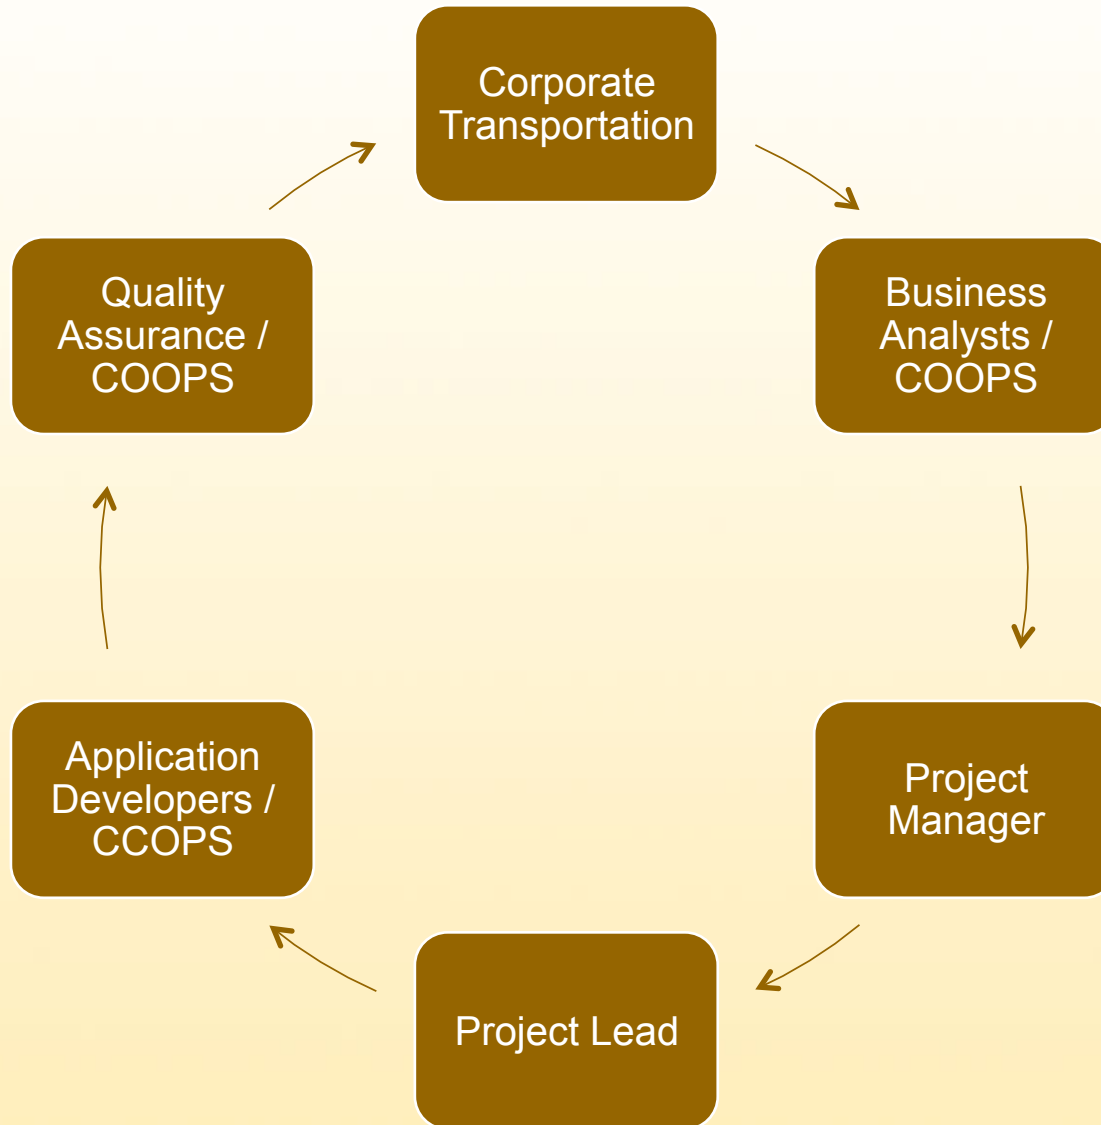 Corporate
Transportation
Business
Analysts /
COOPS
Project
Manager
Project Lead
Application
Developers /
CCOPS
Quality
Assurance /
COOPS